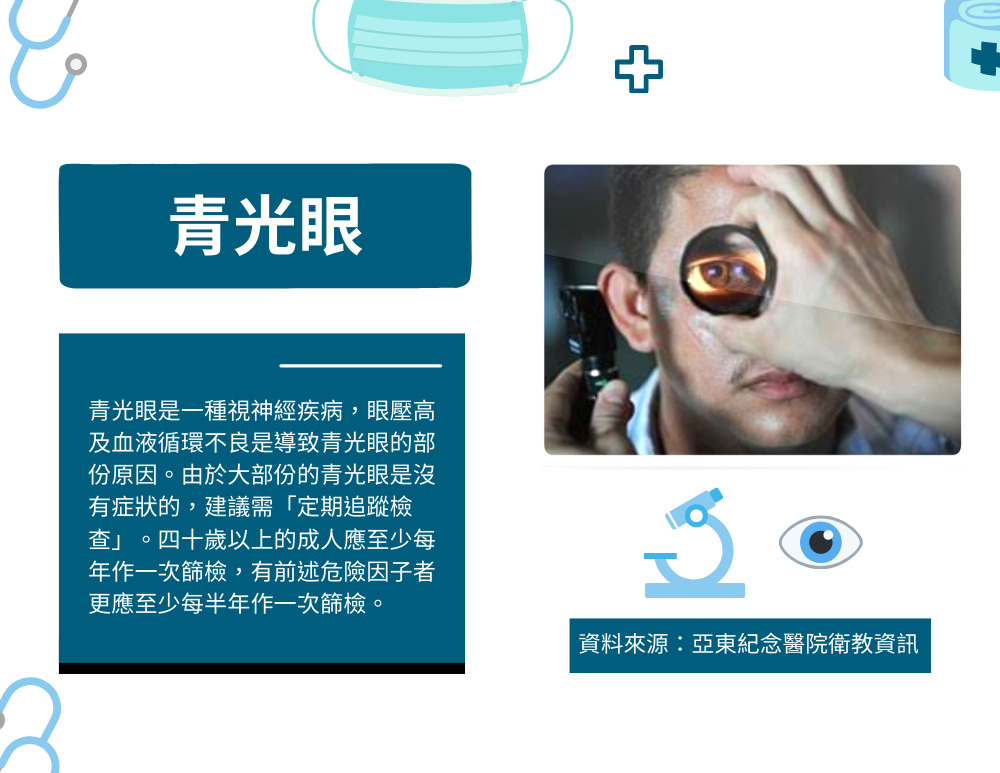 青光眼
青光眼是一種視神經疾病，眼壓高
及血液循環不良是導致青光眼的部
份原因。由於大部份的青光眼是沒
有症狀的，建議需「定期追蹤檢
查」。四十歲以上的成人應至少每
年作一次篩檢，有前述危險因子者
更應至少每半年作一次篩檢。
資料來源：亞東紀念醫院衛教資訊